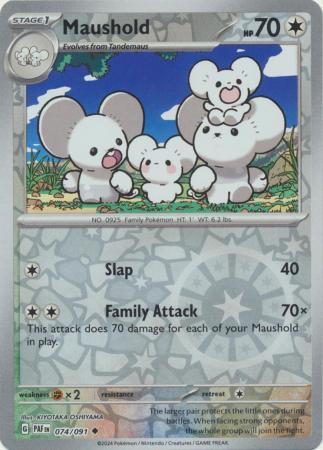 STAGE1
Maushold
HP70
Evolves from Tandemaus
NO. 0925 Family Pokémon HT: 1' WT: 6.2 lbs.
Slap 40
Family Attack 70×
This attack does 70 damage for each of your Maushold
in play.
weakness ×2 resistance retreat
Illus. KIYOTAKA OSHIYAMA
G PAF EN 074/091
©2024 Pokémon / Nintendo / Creatures / GAME FREAK
The larger pair protects the little ones during battles.
When facing strong opponents,
the whole group will join the fight.